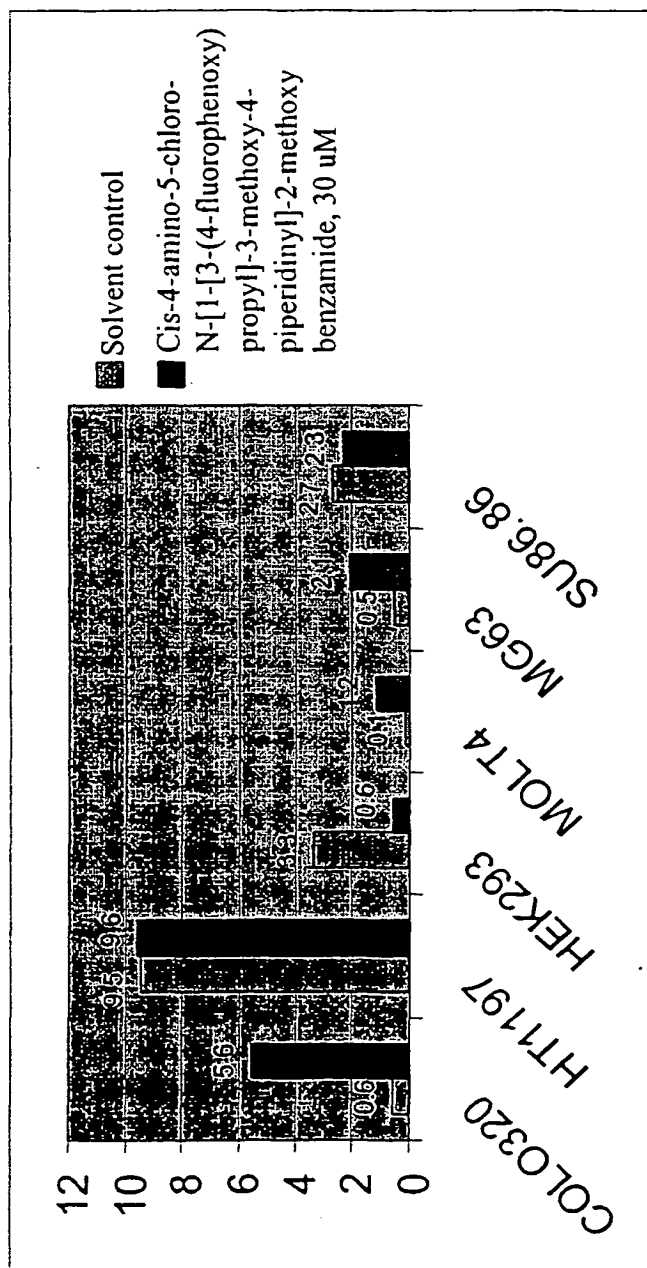 Solvent control
Cis-4-amino-5-chloro-
N-[1-[3-(4-fluorophenoxy)
propyl]-3-methoxy-4-
piperidinyl]-2-methoxy
benzamide, 30 uM
12
10
8
6
4
2
0
0.6 5.6
9.5 9.6
0.6
0.1
0.5
2.7 2.3
COLO320
HT1197
HEK293
MOLT4
MG63
SU86.86